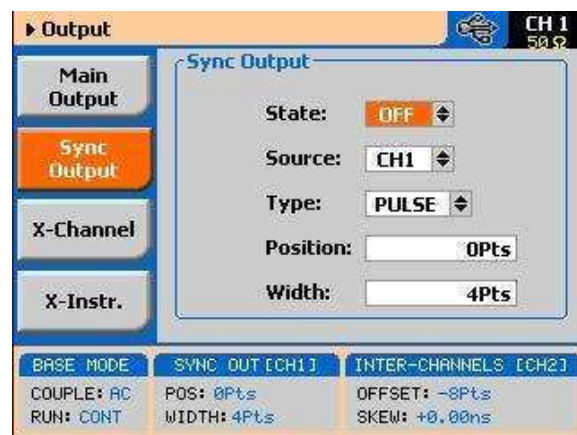 Output
CH 1
50Ω
Main
Output
Sync
Output
X-Channel
X-Instr.
Sync Output
State: OFF
Source: CH1
Type: PULSE
Position: 0Pts
Width: 4Pts
BASE MODE
COUPLE: AC
RUN: CONT
SYNC OUT [CH1]
POS: 0Pts
WIDTH: 4Pts
INTER-CHANNELS [CH2]
OFFSET: -8Pts
SKEW: +0.00ns